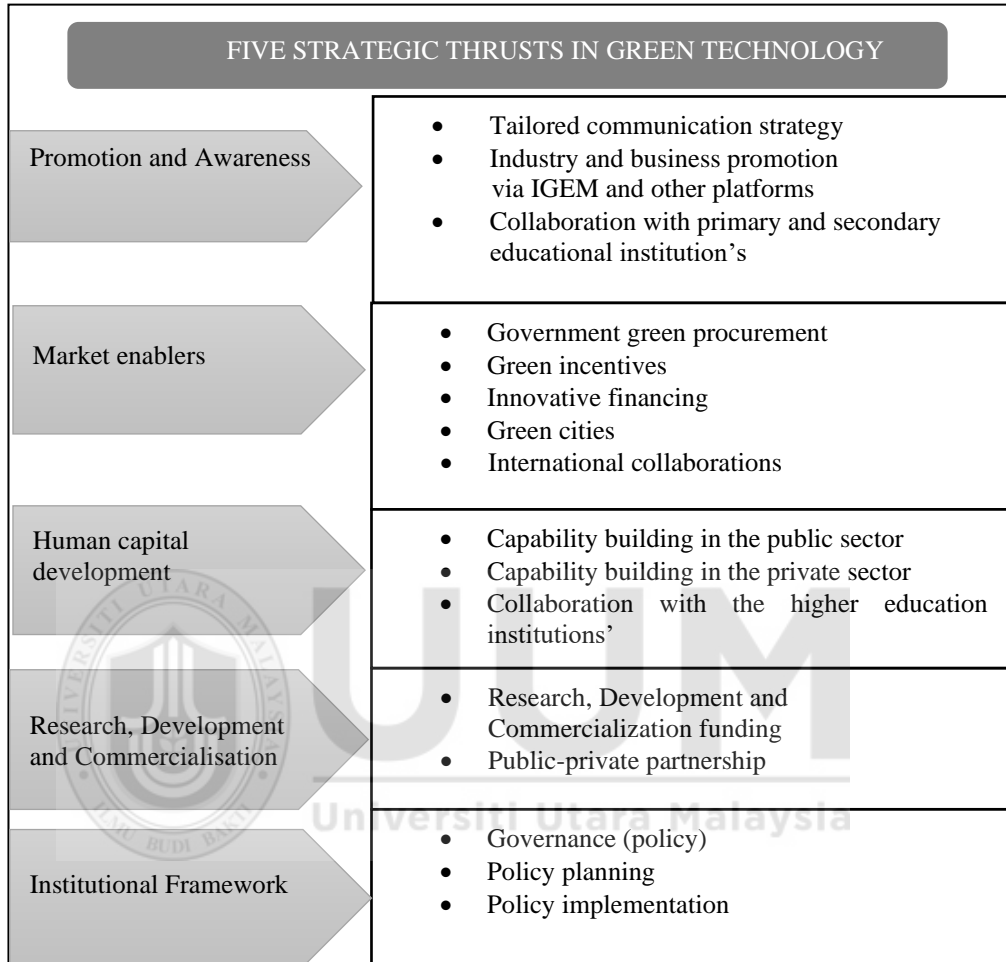 FIVE STRATEGIC THRUSTS IN GREEN TECHNOLOGY
Promotion and Awareness
• Tailored communication strategy
• Industry and business promotion
via IGEM and other platforms
• Collaboration with primary and secondary
educational institution’s
Market enablers
• Government green procurement
• Green incentives
• Innovative financing
• Green cities
• International collaborations
Human capital
development
• Capability building in the public sector
• Capability building in the private sector
• Collaboration with the higher education
institutions’
Research, Development
and Commercialisation
• Research, Development and
Commercialization funding
• Public-private partnership
Institutional Framework
• Governance (policy)
• Policy planning
• Policy implementation
UUM
Universiti Utara Malaysia
UNIVERSITI UTARA MALAYSIA
ILMU BUDI BAKTI